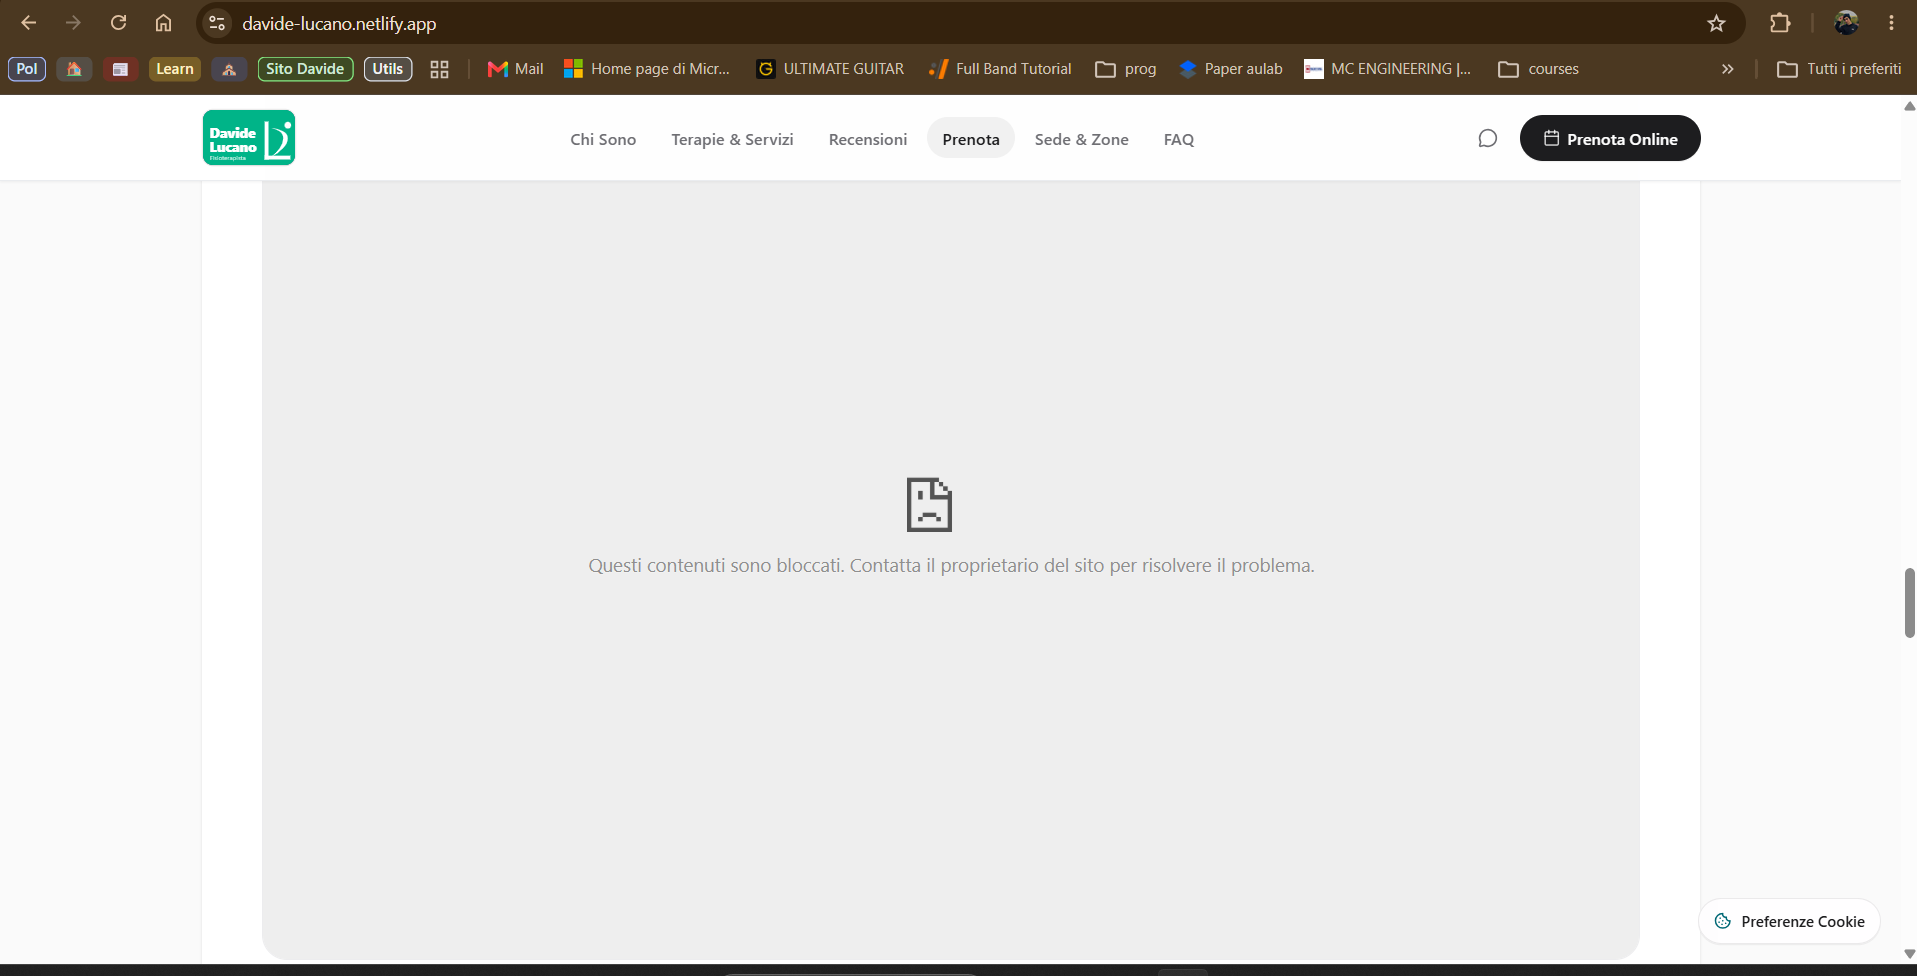 davide-lucano.netlify.app
Pol
Learn
Sito Davide
Utils
Mail
Home page di Micr...
ULTIMATE GUITAR
Full Band Tutorial
prog
Paper aulab
MC ENGINEERING |...
courses
»
Tutti i preferiti
Davide
Lucano
Fisioterapista
Chi Sono
Terapie & Servizi
Recensioni
Prenota
Sede & Zone
FAQ
Prenota Online
Questi contenuti sono bloccati. Contatta il proprietario del sito per risolvere il problema.
Preferenze Cookie